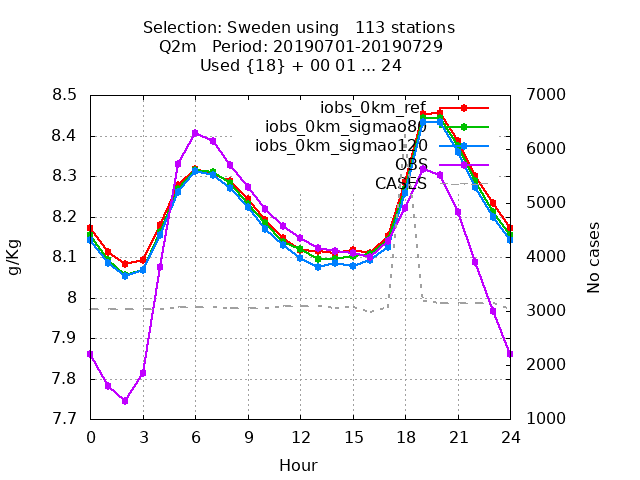 Selection: Sweden using   113 stations
Q2m   Period: 20190701-20190729
Used {18} + 00 01 ... 24
8.5
8.4
8.3
8.2
8.1
8
7.9
7.8
7.7
g/Kg
iobs_0km_ref
iobs_0km_sigmao80
iobs_0km_sigmao120
OBS
CASES
7000
6000
5000
4000
3000
2000
1000
No cases
0 3 6 9 12 15 18 21 24
Hour